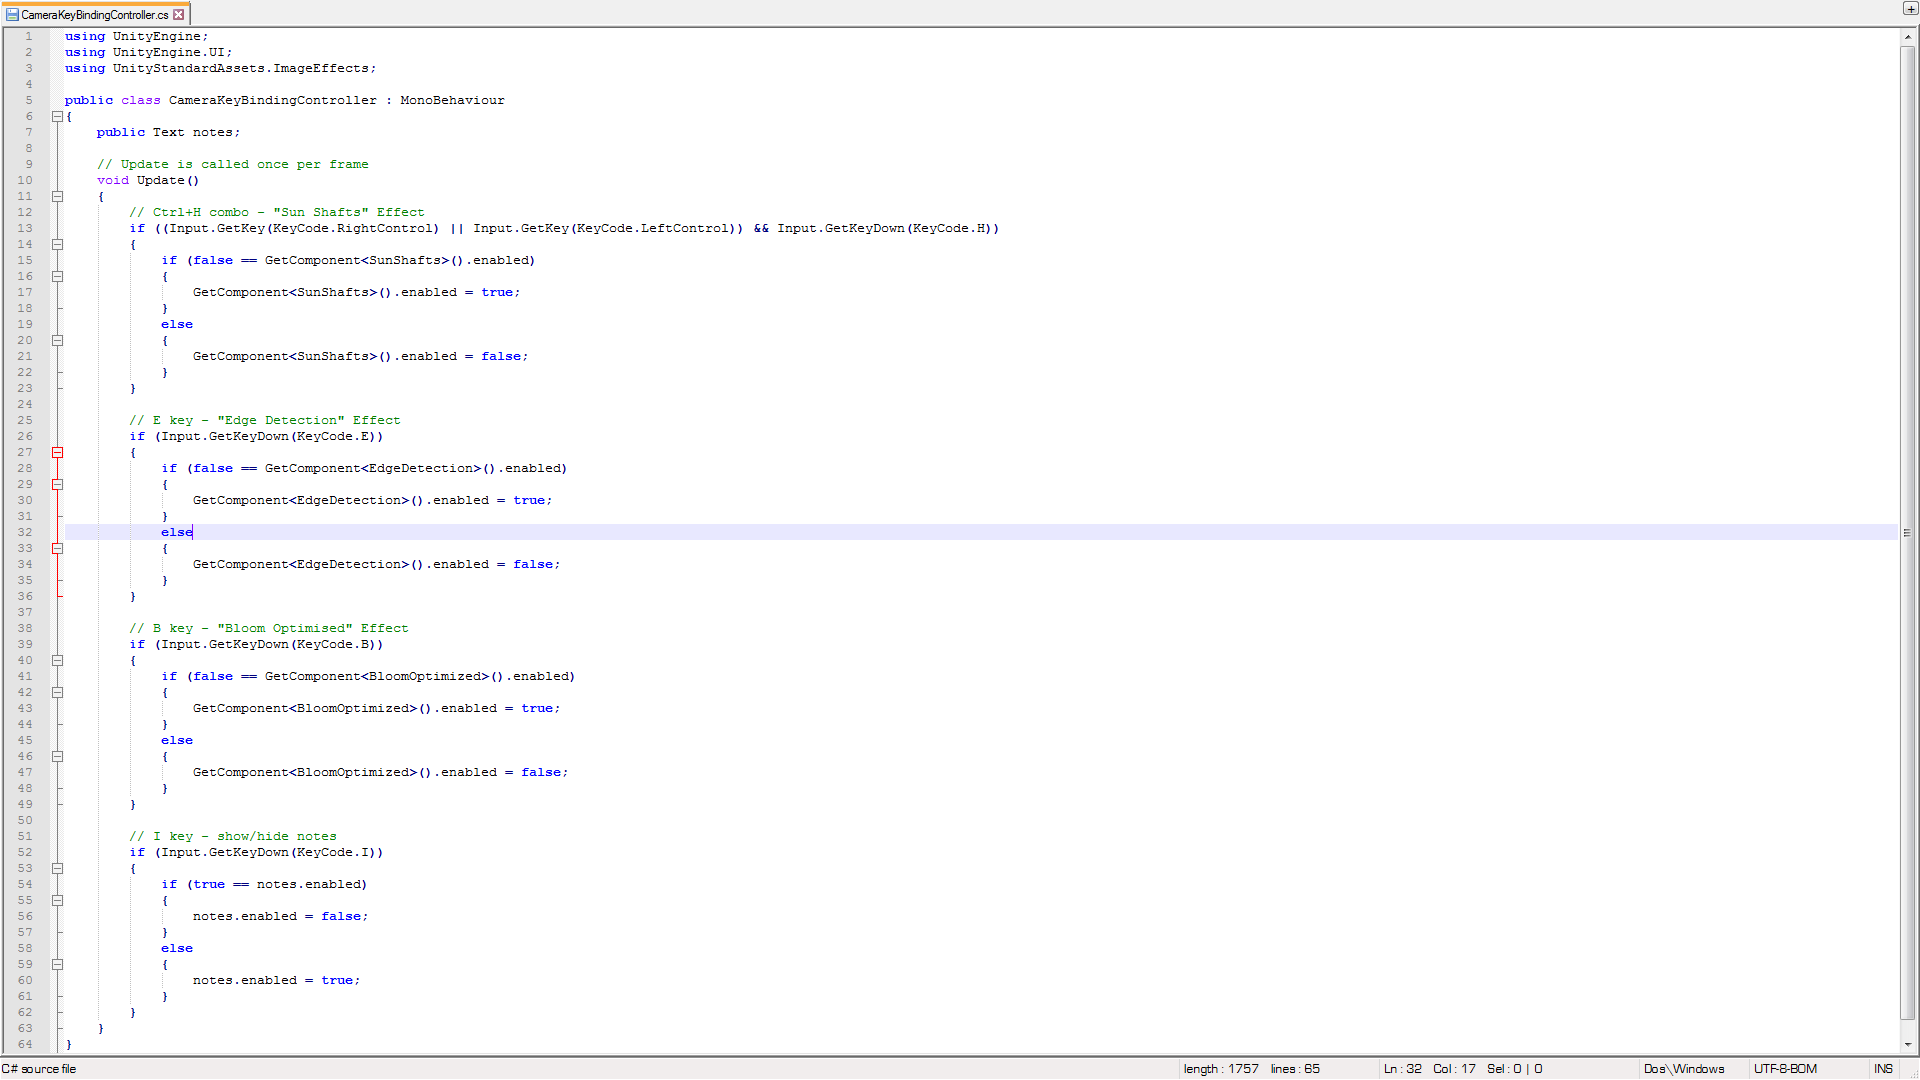 CameraKeyBindingController.cs
1 using UnityEngine;
2 using UnityEngine.UI;
3 using UnityStandardAssets.ImageEffects;
4
5 public class CameraKeyBindingController : MonoBehaviour
6 {
7     public Text notes;
8
9     // Update is called once per frame
10     void Update()
11     {
12         // Ctrl+H combo - "Sun Shafts" Effect
13         if ((Input.GetKey(KeyCode.RightControl) || Input.GetKey(KeyCode.LeftControl)) && Input.GetKeyDown(KeyCode.H))
14         {
15             if (false == GetComponent<SunShafts>().enabled)
16             {
17                 GetComponent<SunShafts>().enabled = true;
18             }
19             else
20             {
21                 GetComponent<SunShafts>().enabled = false;
22             }
23         }
24
25         // E key - "Edge Detection" Effect
26         if (Input.GetKeyDown(KeyCode.E))
27         {
28             if (false == GetComponent<EdgeDetection>().enabled)
29             {
30                 GetComponent<EdgeDetection>().enabled = true;
31             }
32             else
33             {
34                 GetComponent<EdgeDetection>().enabled = false;
35             }
36         }
37
38         // B key - "Bloom Optimised" Effect
39         if (Input.GetKeyDown(KeyCode.B))
40         {
41             if (false == GetComponent<BloomOptimized>().enabled)
42             {
43                 GetComponent<BloomOptimized>().enabled = true;
44             }
45             else
46             {
47                 GetComponent<BloomOptimized>().enabled = false;
48             }
49         }
50
51         // I key - show/hide notes
52         if (Input.GetKeyDown(KeyCode.I))
53         {
54             if (true == notes.enabled)
55             {
56                 notes.enabled = false;
57             }
58             else
59             {
60                 notes.enabled = true;
61             }
62         }
63     }
64 }
C# source file length : 1757 lines : 65 Ln : 32 Col : 17 Sel : 0 | 0 Dos\Windows UTF-8-BOM INS